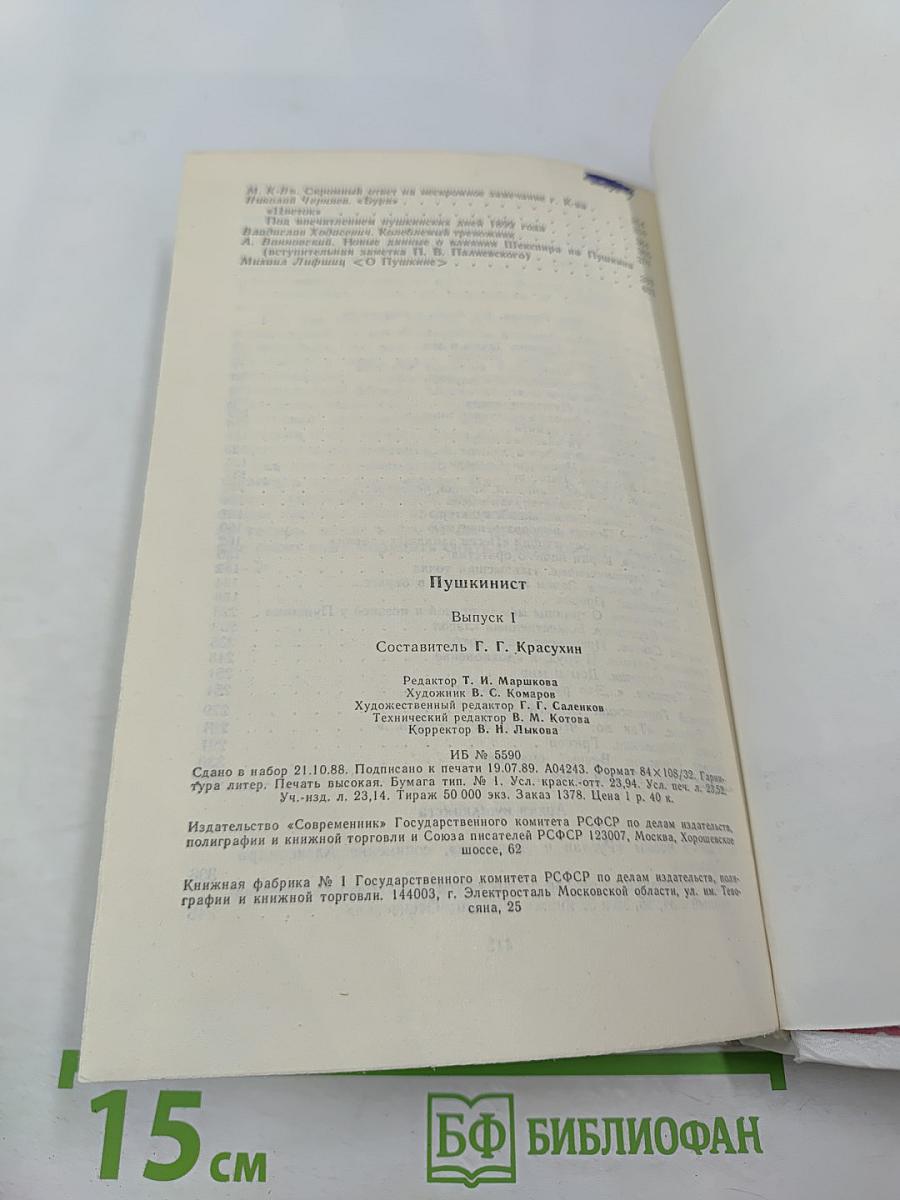 М. К-въ. Скромный ответ на нескромное замечание г. К-ва
Николай Черняев. «Буря»
«Цветок»
Под впечатлением пушкинских дней 1899 года
Владислав Ходасевич. Колеблемый треножник
А. Ванновский. Новые данные о влиянии Шекспира на Пушкина
(вступительная заметка П. В. Палиевского)
Михаил Лифшиц <О Пушкине>
Пушкинист
Выпуск I
Составитель Г. Г. Красухин
Редактор Т. И. Маршкова
Художник В. С. Комаров
Художественный редактор Г. Г. Саленков
Технический редактор В. М. Котова
Корректор В. Н. Лыкова
ИБ № 5590
Сдано в набор 21.10.88. Подписано к печати 19.07.89. А04243. Формат 84×108/32. Гарни-
тура литер. Печать высокая. Бумага тип. № 1. Усл. краск.-отт. 23,94. Усл. печ. л. 23,52.
Уч.-изд. л. 23,14. Тираж 50 000 экз. Заказ 1378. Цена 1 р. 40 к.
Издательство «Современник» Государственного комитета РСФСР по делам издательств,
полиграфии и книжной торговли и Союза писателей РСФСР 123007, Москва, Хорошевское
шоссе, 62
Книжная фабрика № 1 Государственного комитета РСФСР по делам издательств, поли-
графии и книжной торговли. 144003, г. Электросталь Московской области, ул. им. Тево-
сяна, 25
15 см
БФ БИБЛИОФАН